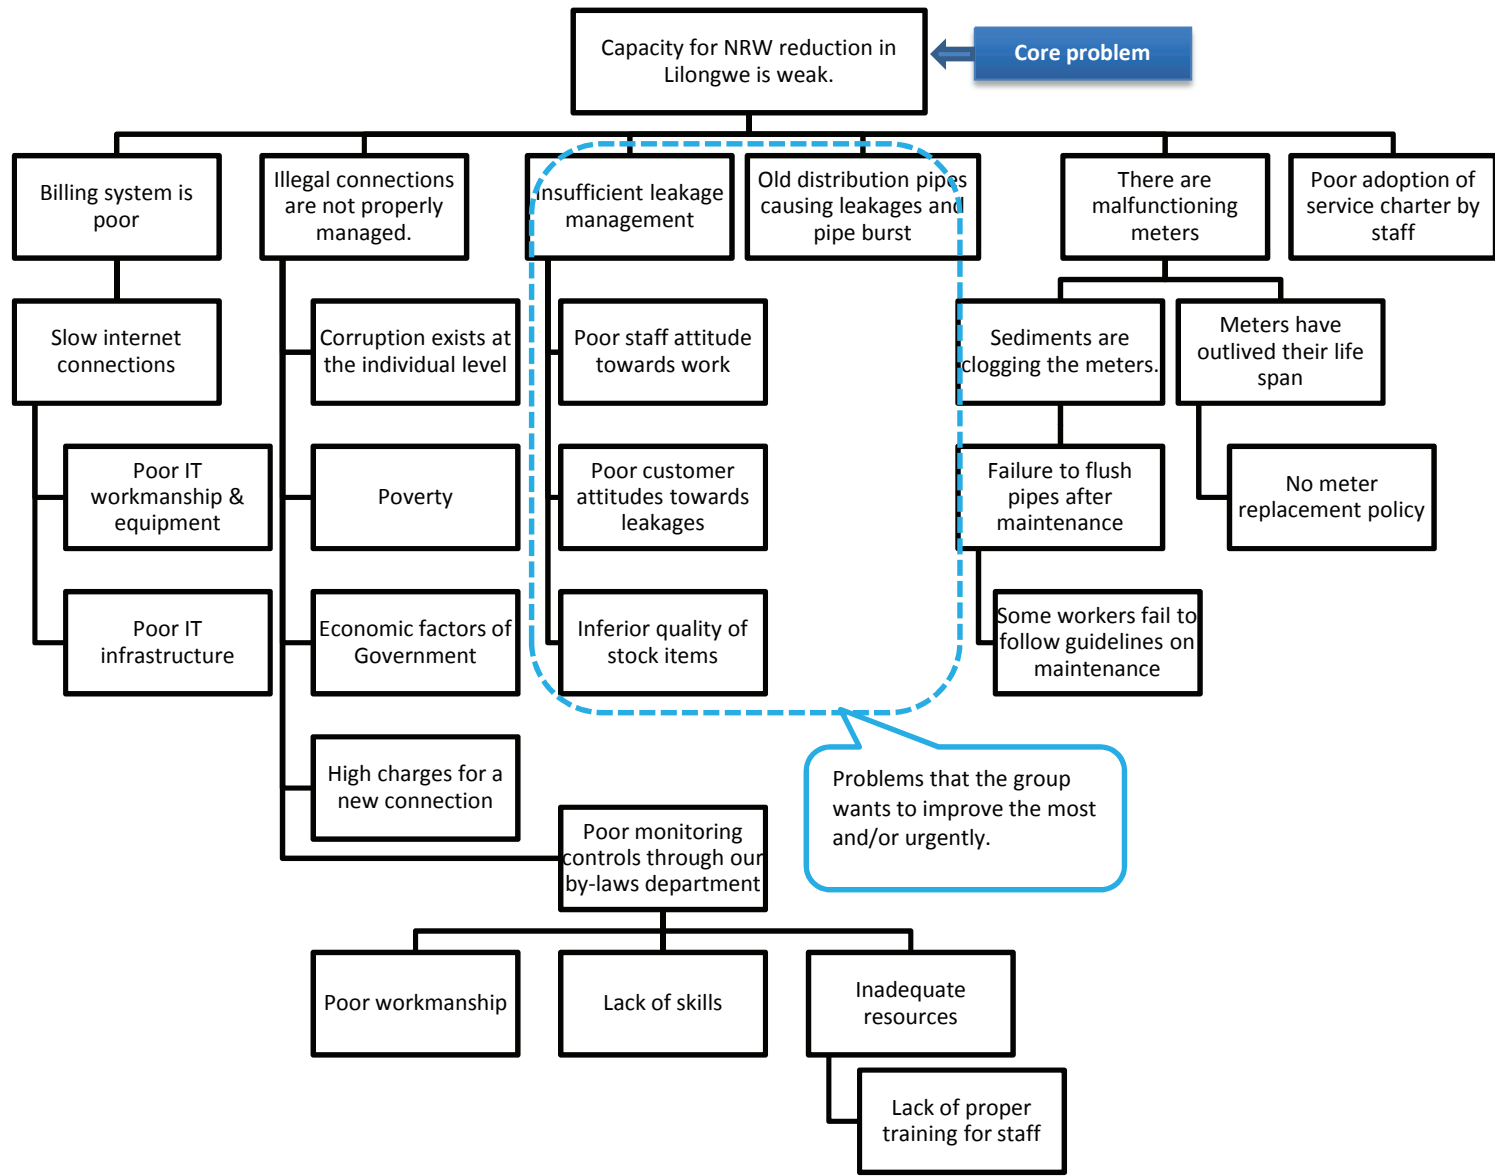 Capacity for NRW reduction in
Lilongwe is weak.
Core problem
Billing system is
poor
Illegal connections
are not properly
managed.
Insufficient leakage
management
Old distribution pipes
causing leakages and
pipe burst
There are
malfunctioning
meters
Poor adoption of
service charter by
staff
Slow internet
connections
Corruption exists at
the individual level
Poor staff attitude
towards work
Sediments are
clogging the meters.
Meters have
outlived their life
span
Poor IT
workmanship &
equipment
Poverty
Poor customer
attitudes towards
leakages
Failure to flush
pipes after
maintenance
No meter
replacement policy
Poor IT
infrastructure
Economic factors of
Government
Inferior quality of
stock items
Some workers fail to
follow guidelines on
maintenance
High charges for a
new connection
Problems that the group
wants to improve the most
and/or urgently.
Poor monitoring
controls through our
by-laws department
Poor workmanship
Lack of skills
Inadequate
resources
Lack of proper
training for staff